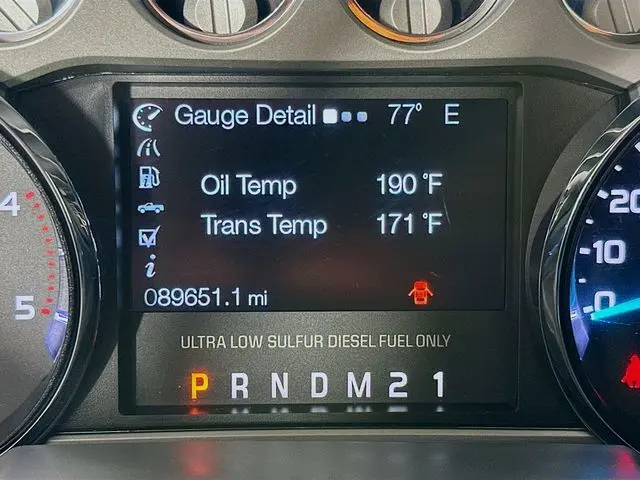 Gauge Detail 77° E
Oil Temp 190 °F
Trans Temp 171 °F
089651.1 mi
ULTRA LOW SULFUR DIESEL FUEL ONLY
P R N D M 2 1
4
5
20
10
0